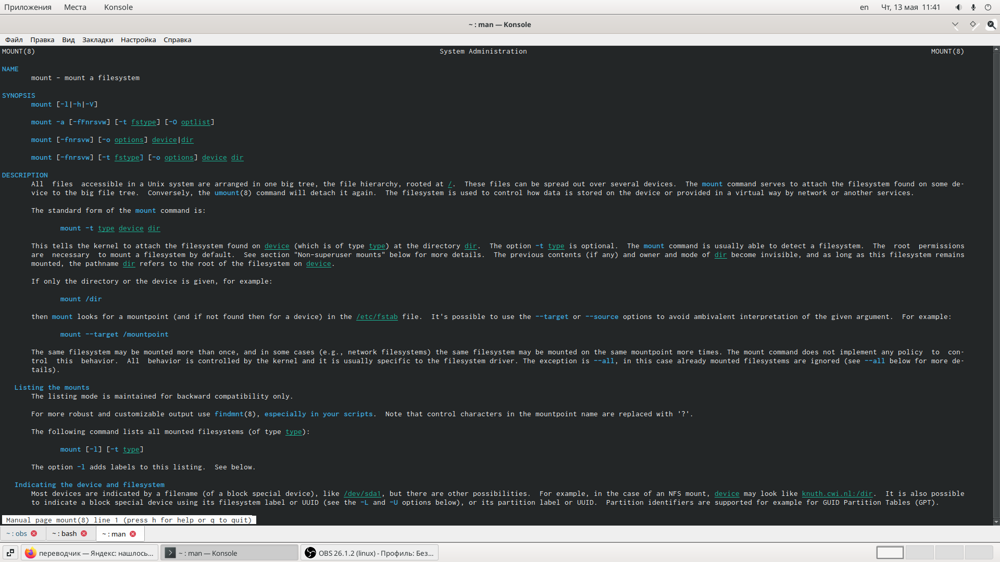 Приложения Места Konsole en Чт, 13 мая 11:41
~ : man — Konsole
Файл Правка Вид Закладки Настройка Справка
MOUNT(8) System Administration MOUNT(8)
NAME
mount - mount a filesystem
SYNOPSIS
mount [-l|-h|-V]
mount -a [-fFnrsvw] [-t fstype] [-O optlist]
mount [-fnrsvw] [-o options] device|dir
mount [-fnrsvw] [-t fstype] [-o options] device dir
DESCRIPTION
All files accessible in a Unix system are arranged in one big tree, the file hierarchy, rooted at /. These files can be spread out over several devices. The mount command serves to attach the filesystem found on some de-
vice to the big file tree. Conversely, the umount(8) command will detach it again. The filesystem is used to control how data is stored on the device or provided in a virtual way by network or another services.
The standard form of the mount command is:
mount -t type device dir
This tells the kernel to attach the filesystem found on device (which is of type type) at the directory dir. The option -t type is optional. The mount command is usually able to detect a filesystem. The root permissions
are necessary to mount a filesystem by default. See section "Non-superuser mounts" below for more details. The previous contents (if any) and owner and mode of dir become invisible, and as long as this filesystem remains
mounted, the pathname dir refers to the root of the filesystem on device.
If only the directory or the device is given, for example:
mount /dir
then mount looks for a mountpoint (and if not found then for a device) in the /etc/fstab file. It's possible to use the --target or --source options to avoid ambivalent interpretation of the given argument. For example:
mount --target /mountpoint
The same filesystem may be mounted more than once, and in some cases (e.g., network filesystems) the same filesystem may be mounted on the same mountpoint more times. The mount command does not implement any policy to con-
trol this behavior. All behavior is controlled by the kernel and it is usually specific to the filesystem driver. The exception is --all, in this case already mounted filesystems are ignored (see --all below for more de-
tails).
Listing the mounts
The listing mode is maintained for backward compatibility only.
For more robust and customizable output use findmnt(8), especially in your scripts. Note that control characters in the mountpoint name are replaced with '?'.
The following command lists all mounted filesystems (of type type):
mount [-l] [-t type]
The option -l adds labels to this listing. See below.
Indicating the device and filesystem
Most devices are indicated by a filename (of a block special device), like /dev/sda1, but there are other possibilities. For example, in the case of an NFS mount, device may look like knuth.cwi.nl:/dir. It is also possible
to indicate a block special device using its filesystem label or UUID (see the -L and -U options below), or its partition label or UUID. Partition identifiers are supported for example for GUID Partition Tables (GPT).
Manual page mount(8) line 1 (press h for help or q to quit)
~ : obs ~ : bash ~ : man
переводчик — Яндекс: нашлось... ~ : man — Konsole OBS 26.1.2 (linux) - Профиль: Без...